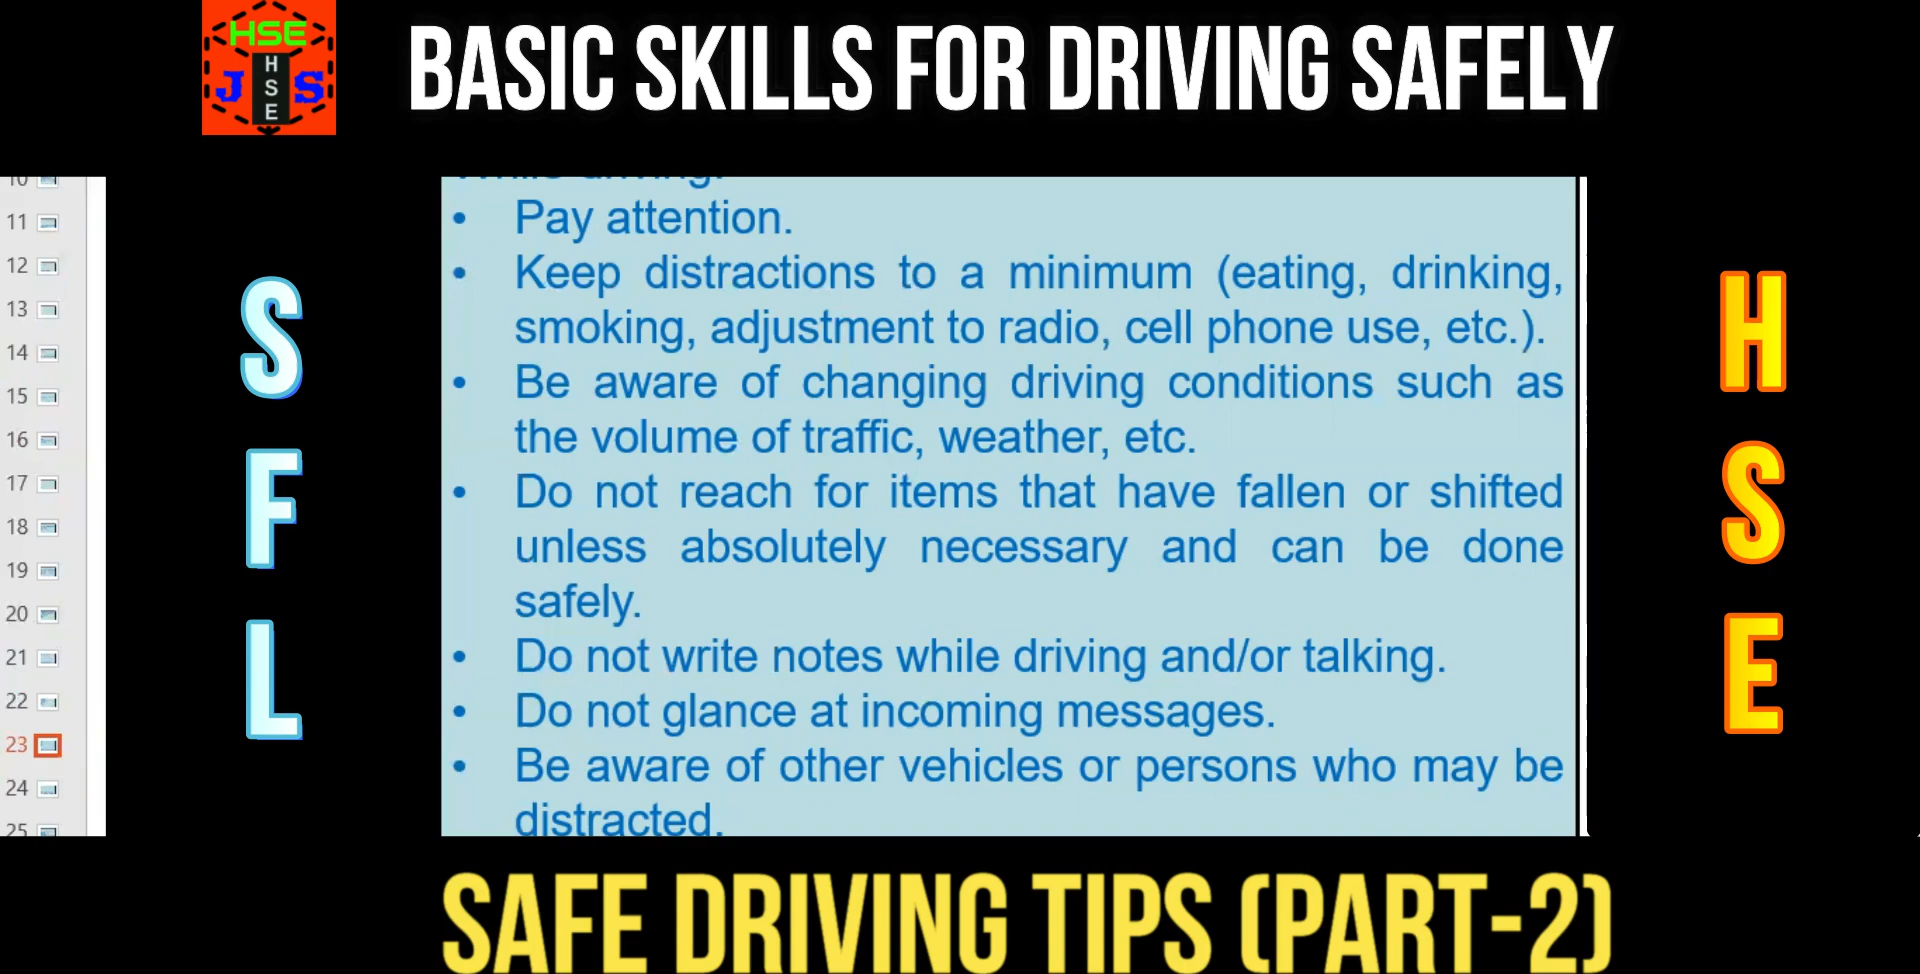 HSE
J S
H
S
E
BASIC SKILLS FOR DRIVING SAFELY
10
11
12
13
14
15
16
17
18
19
20
21
22
23
24
25
S
F
L
While driving:
• Pay attention.
• Keep distractions to a minimum (eating, drinking,
smoking, adjustment to radio, cell phone use, etc.).
• Be aware of changing driving conditions such as
the volume of traffic, weather, etc.
• Do not reach for items that have fallen or shifted
unless absolutely necessary and can be done
safely.
• Do not write notes while driving and/or talking.
• Do not glance at incoming messages.
• Be aware of other vehicles or persons who may be
distracted.
H
S
E
SAFE DRIVING TIPS (PART-2)